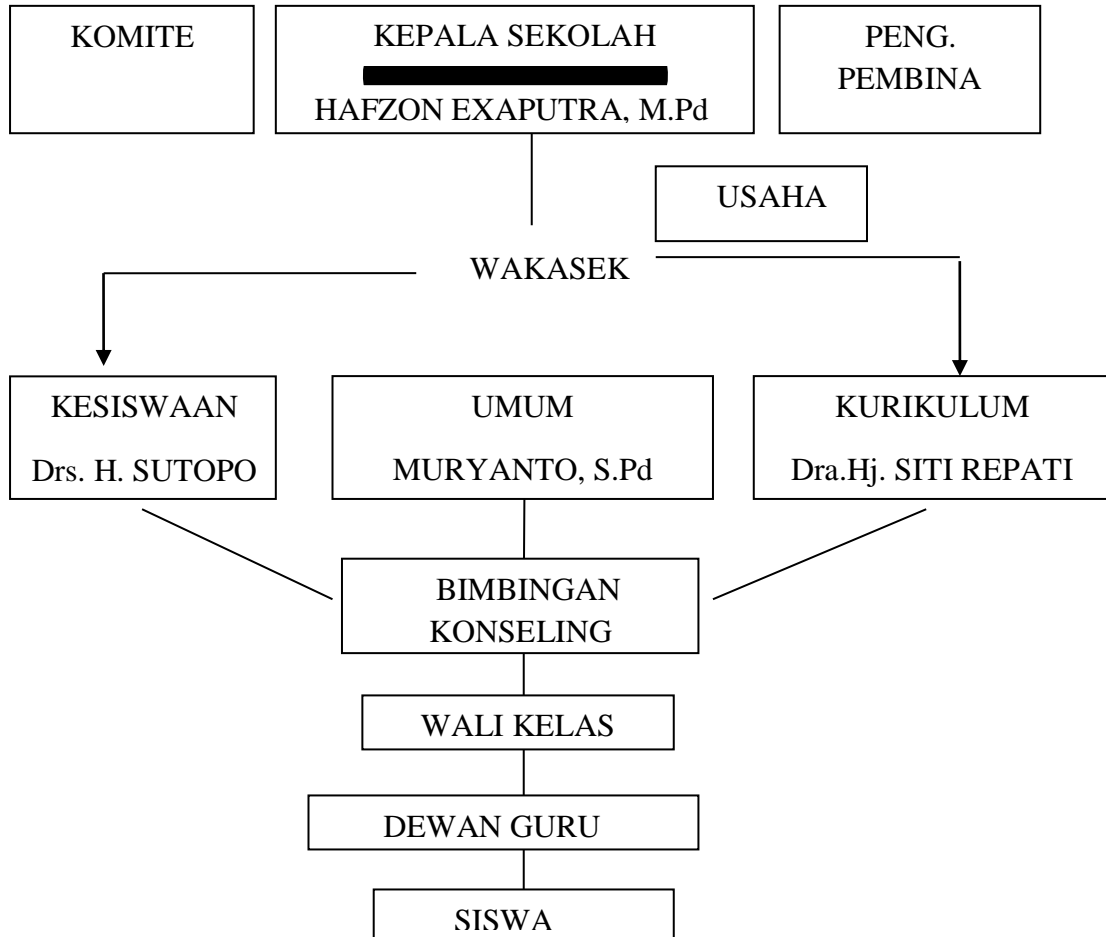 KOMITE
KEPALA SEKOLAH
HAFZON EXAPUTRA, M.Pd
PENG.
PEMBINA
USAHA
WAKASEK
KESISWAAN
Drs. H. SUTOPO
UMUM
MURYANTO, S.Pd
KURIKULUM
Dra.Hj. SITI REPATI
BIMBINGAN
KONSELING
WALI KELAS
DEWAN GURU
SISWA